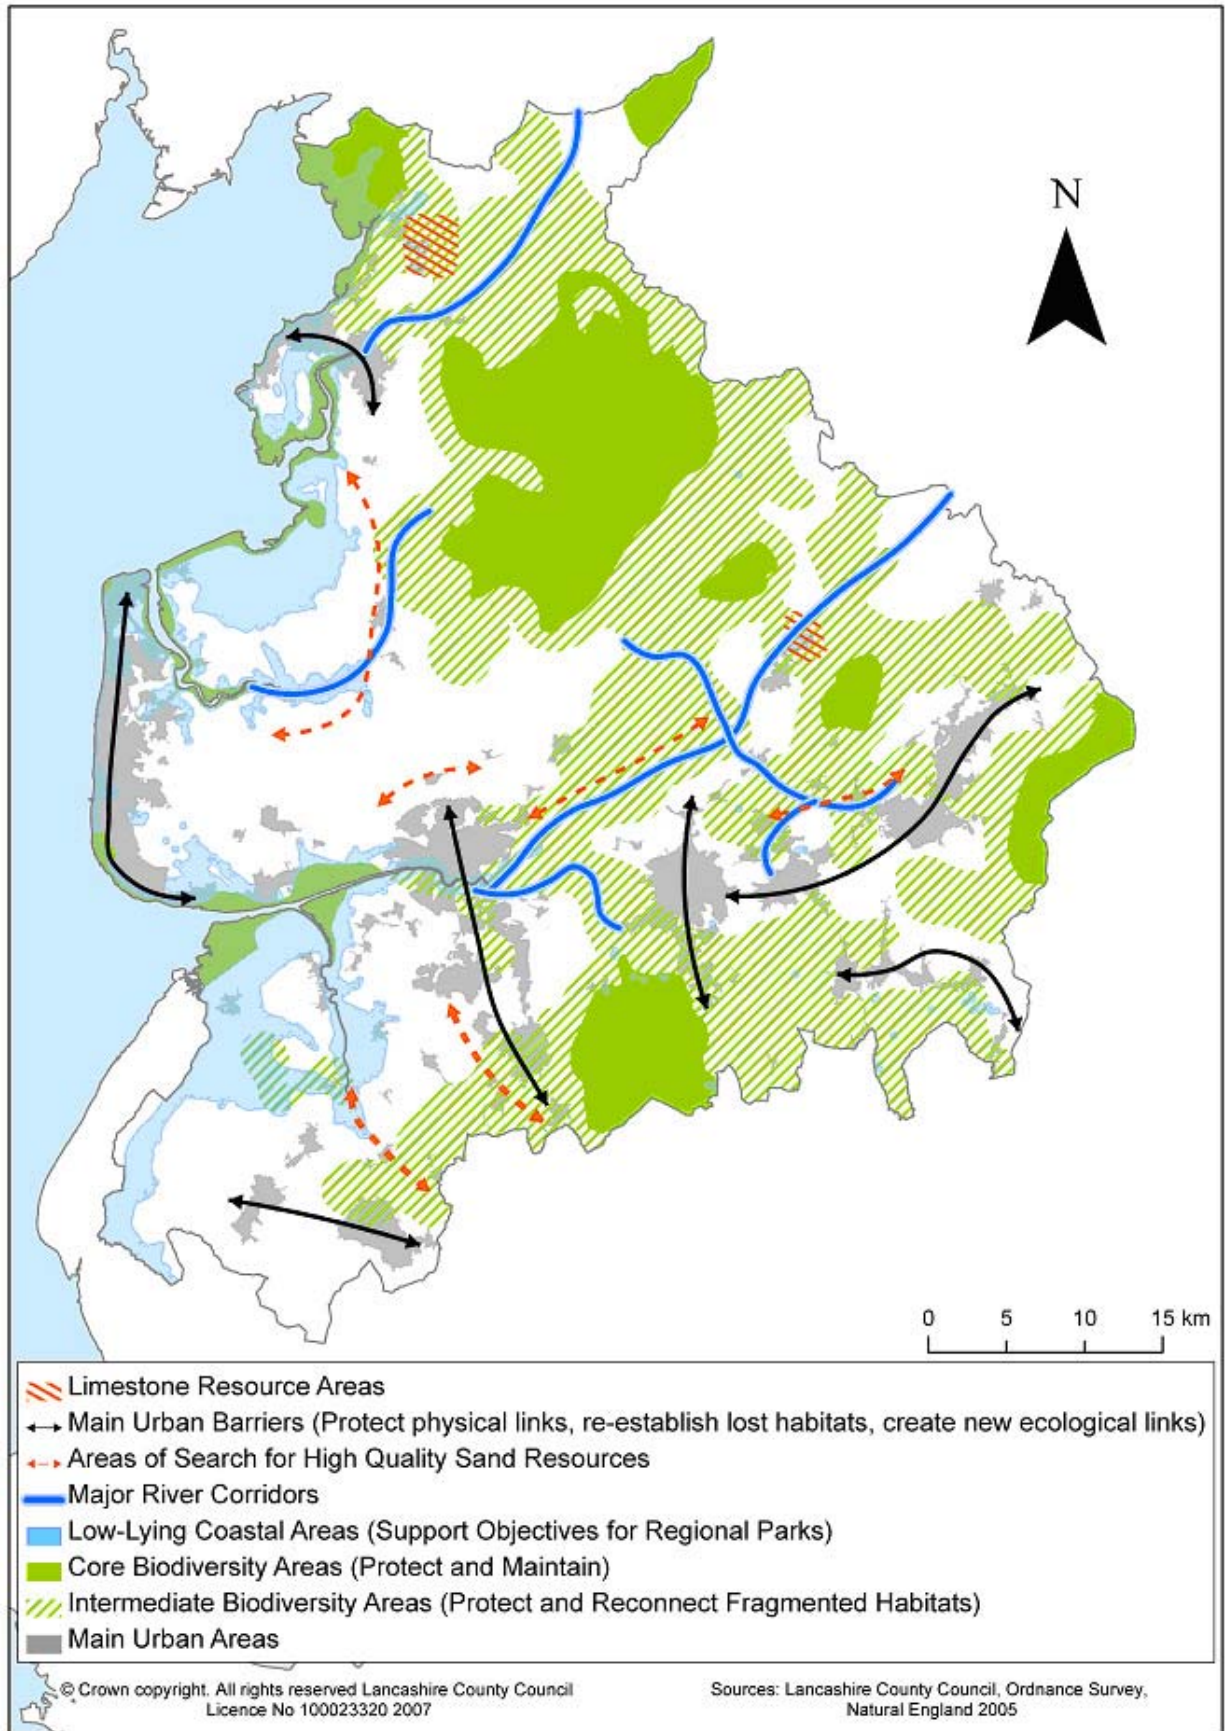 N
0 5 10 15 km
Limestone Resource Areas
Main Urban Barriers (Protect physical links, re-establish lost habitats, create new ecological links)
Areas of Search for High Quality Sand Resources
Major River Corridors
Low-Lying Coastal Areas (Support Objectives for Regional Parks)
Core Biodiversity Areas (Protect and Maintain)
Intermediate Biodiversity Areas (Protect and Reconnect Fragmented Habitats)
Main Urban Areas
© Crown copyright. All rights reserved Lancashire County Council
Licence No 100023320 2007
Sources: Lancashire County Council, Ordnance Survey,
Natural England 2005